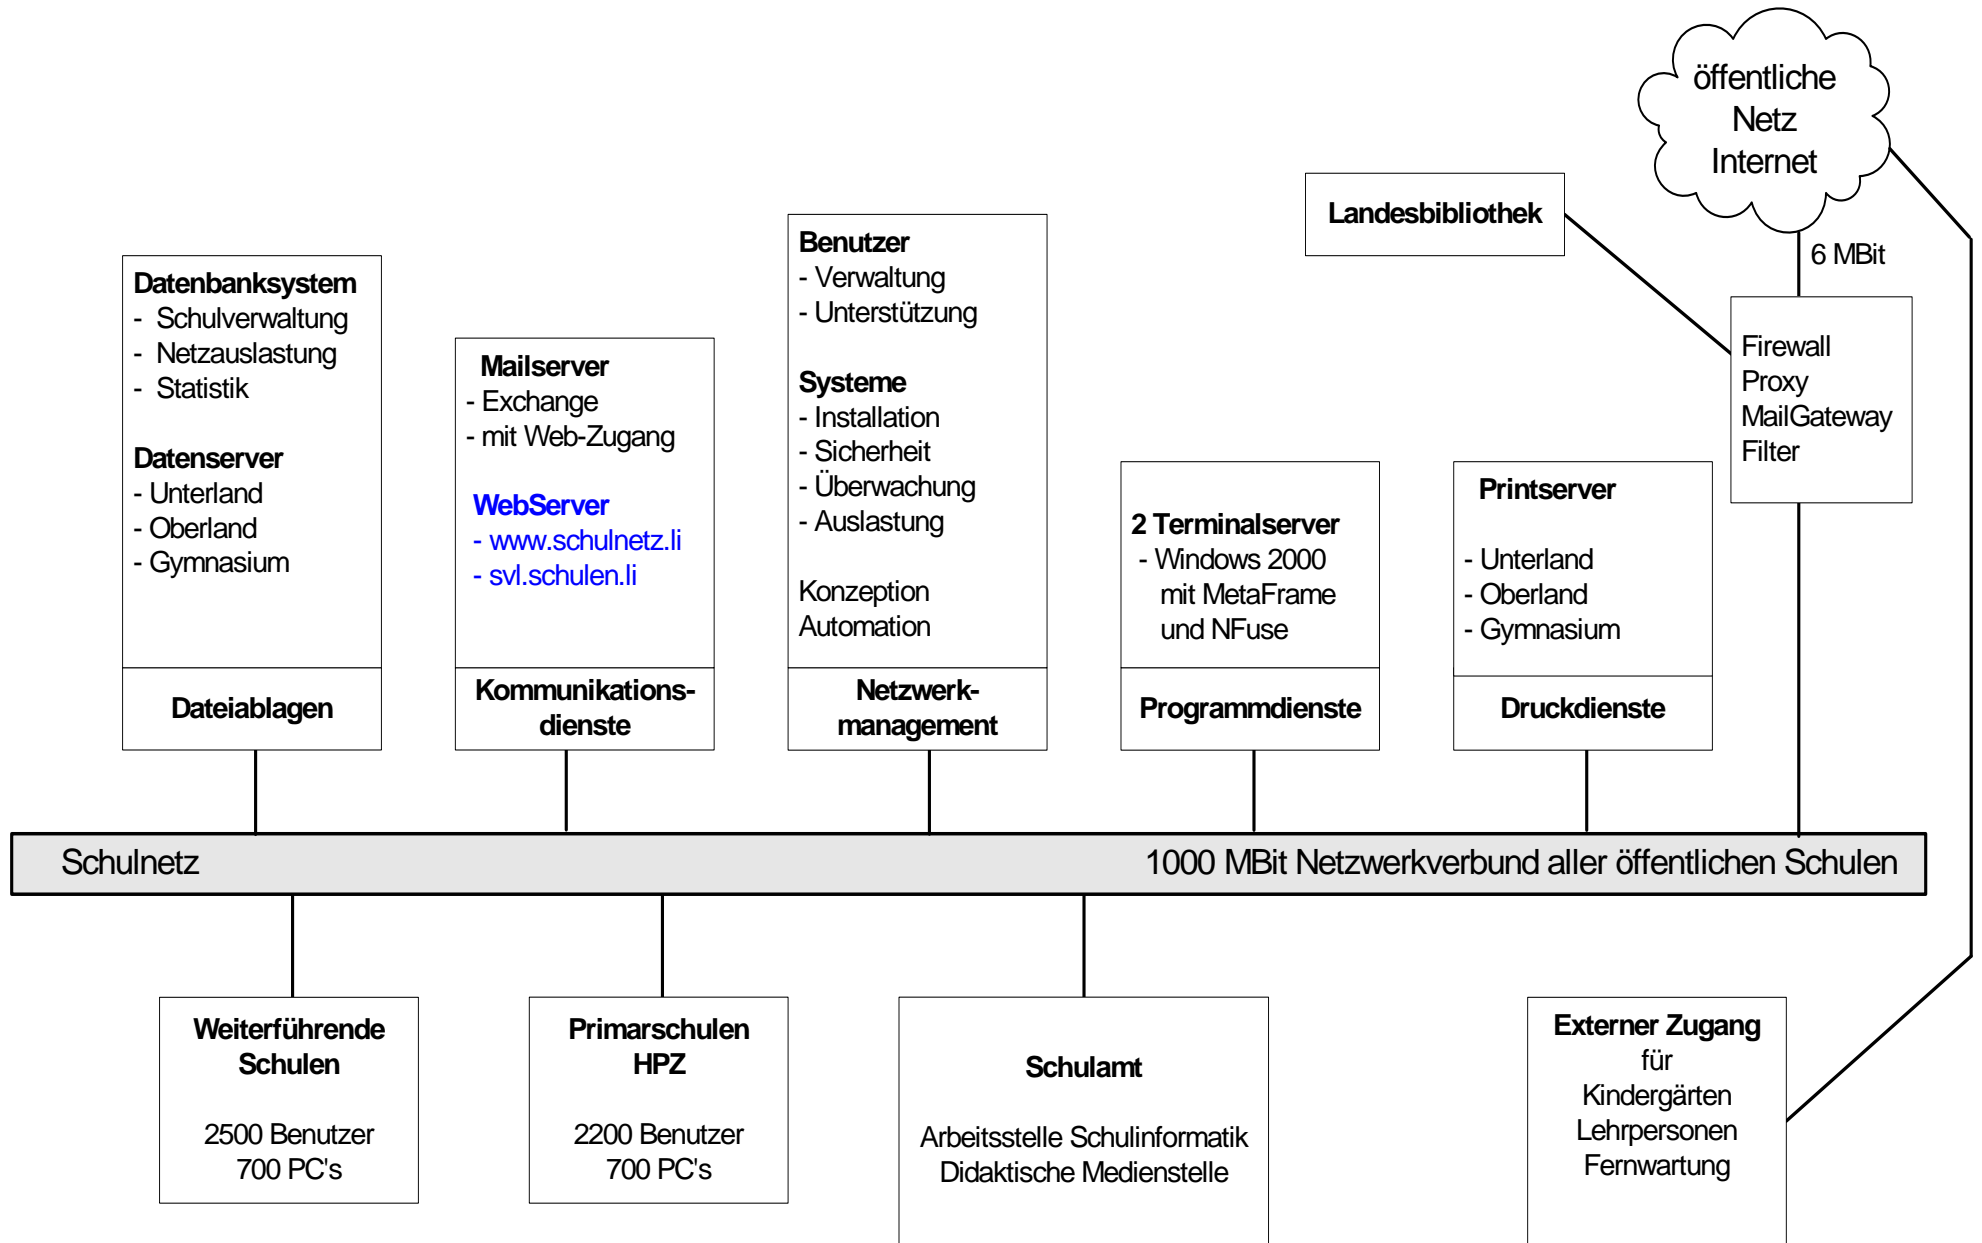 öffentliche
Netz
Internet
6 MBit
Landesbibliothek
Firewall
Proxy
MailGateway
Filter
Datenbanksystem
- Schulverwaltung
- Netzauslastung
- Statistik
Datenserver
- Unterland
- Oberland
- Gymnasium
Dateiablagen
Mailserver
- Exchange
- mit Web-Zugang
WebServer
- www.schulnetz.li
- svl.schulen.li
Kommunikations-
dienste
Benutzer
- Verwaltung
- Unterstützung
Systeme
- Installation
- Sicherheit
- Überwachung
- Auslastung
Konzeption
Automation
Netzwerk-
management
2 Terminalserver
- Windows 2000
mit MetaFrame
und NFuse
Programmdienste
Printserver
- Unterland
- Oberland
- Gymnasium
Druckdienste
Schulnetz
1000 MBit Netzwerkverbund aller öffentlichen Schulen
Weiterführende
Schulen
2500 Benutzer
700 PC's
Primarschulen
HPZ
2200 Benutzer
700 PC's
Schulamt
Arbeitsstelle Schulinformatik
Didaktische Medienstelle
Externer Zugang
für
Kindergärten
Lehrpersonen
Fernwartung